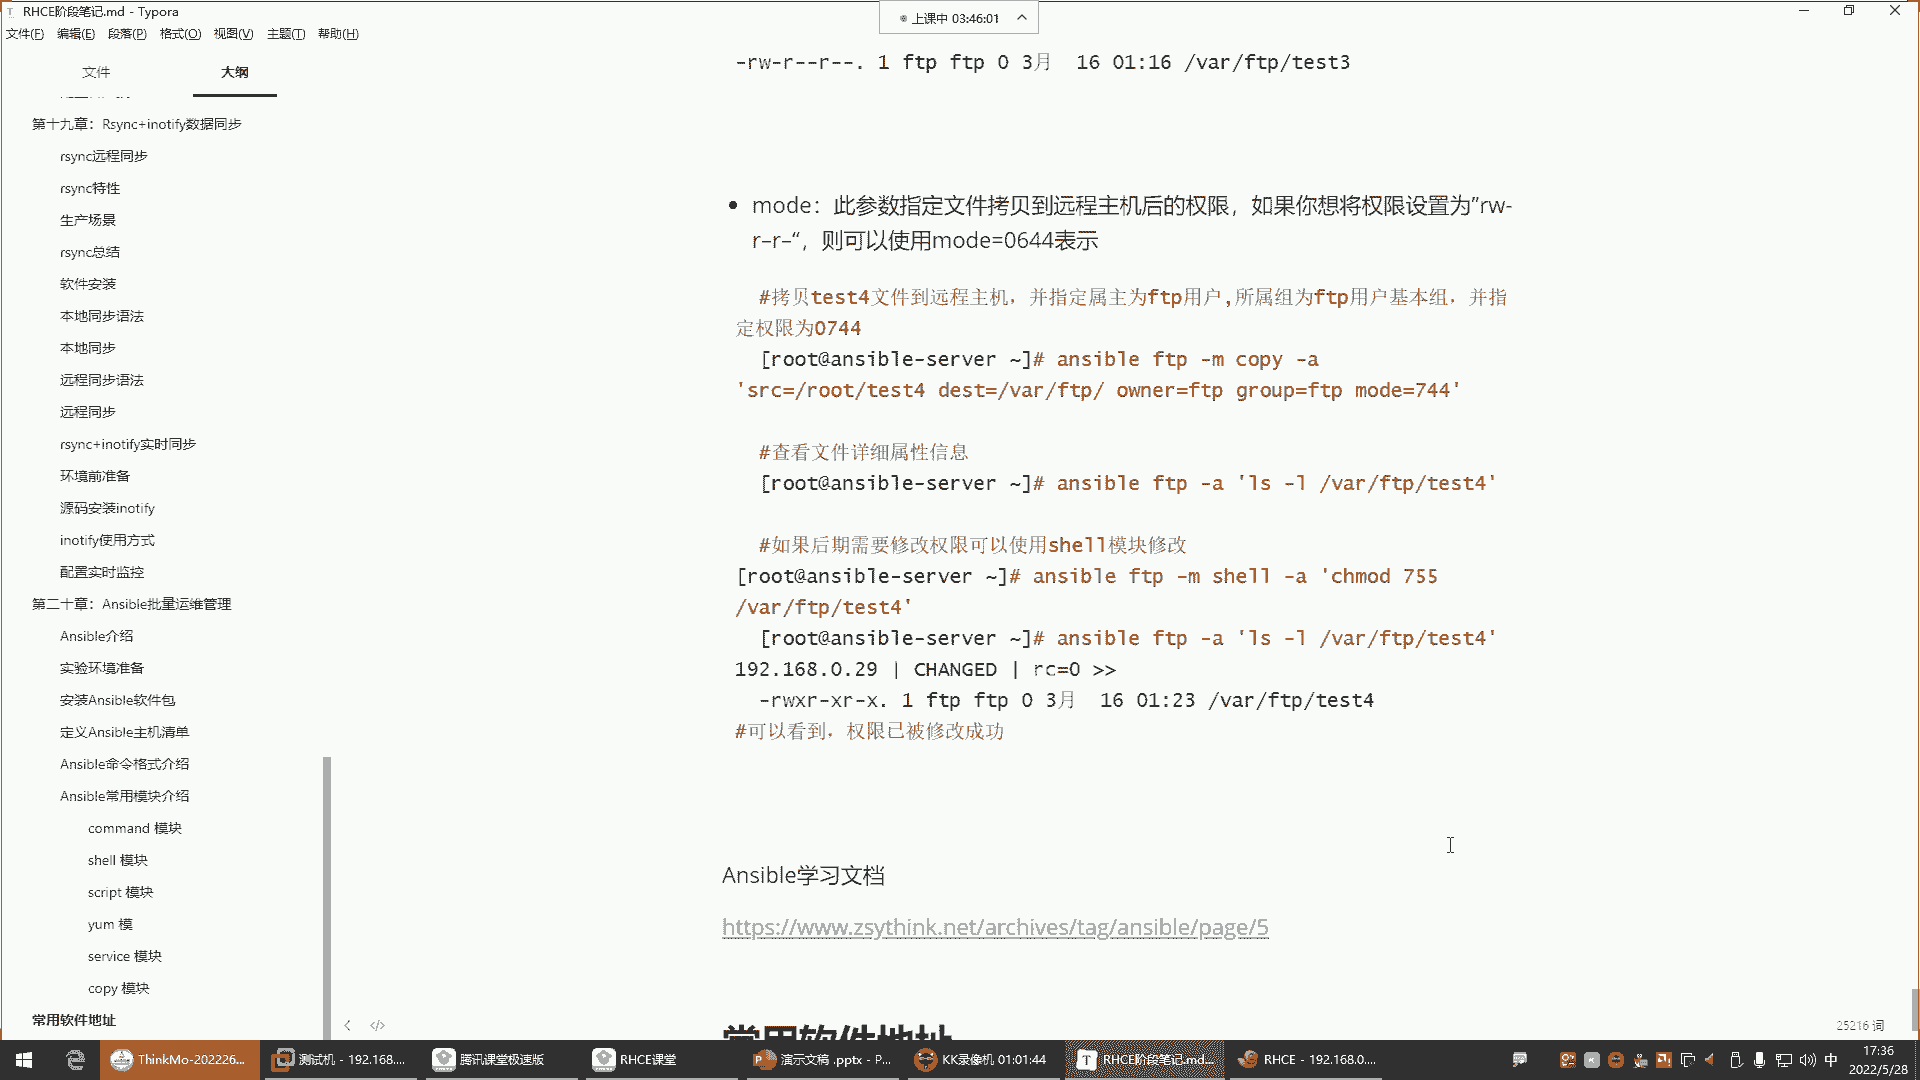 RHCE阶段笔记.md - Typora
上课中 03:46:01
文件(F) 编辑(E) 段落(P) 格式(O) 视图(V) 主题(T) 帮助(H)
文件 大纲
第十九章：Rsync+inotify数据同步
rsync远程同步
rsync特性
生产场景
rsync总结
软件安装
本地同步语法
本地同步
远程同步语法
远程同步
rsync+inotify实时同步
环境前准备
源码安装inotify
inotify使用方式
配置实时监控
第二十章：Ansible批量运维管理
Ansible介绍
实验环境准备
安装Ansible软件包
定义Ansible主机清单
Ansible命令格式介绍
Ansible常用模块介绍
command 模块
shell 模块
script 模块
yum 模
service 模块
copy 模块
常用软件地址
-rw-r--r--. 1 ftp ftp 0 3月  16 01:16 /var/ftp/test3
mode：此参数指定文件拷贝到远程主机后的权限，如果你想将权限设置为”rw-
r–r–“，则可以使用mode=0644表示
#拷贝test4文件到远程主机，并指定属主为ftp用户,所属组为ftp用户基本组，并指
定权限为0744
[root@ansible-server ~]# ansible ftp -m copy -a
'src=/root/test4 dest=/var/ftp/ owner=ftp group=ftp mode=744'
#查看文件详细属性信息
[root@ansible-server ~]# ansible ftp -a 'ls -l /var/ftp/test4'
#如果后期需要修改权限可以使用shell模块修改
[root@ansible-server ~]# ansible ftp -m shell -a 'chmod 755
/var/ftp/test4'
[root@ansible-server ~]# ansible ftp -a 'ls -l /var/ftp/test4'
192.168.0.29 | CHANGED | rc=0 >>
-rwxr-xr-x. 1 ftp ftp 0 3月  16 01:23 /var/ftp/test4
#可以看到，权限已被修改成功
Ansible学习文档
https://www.zsythink.net/archives/tag/ansible/page/5
常用软件地址
25216 词
ThinkMo-202226... 测试机 - 192.168.... 腾讯课堂极速版 RHCE课堂 演示文稿 .pptx - P... KK录像机 01:01:44 RHCE阶段笔记.md... RHCE - 192.168.0.... 中
17:36
2022/5/28